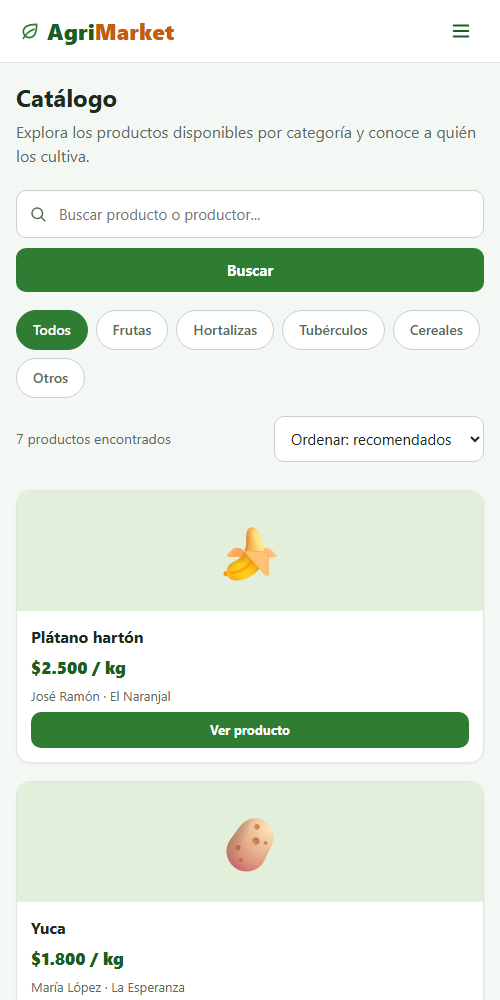 AgriMarket
Catálogo
Explora los productos disponibles por categoría y conoce a quién
los cultiva.
Buscar producto o productor...
Buscar
Todos
Frutas
Hortalizas
Tubérculos
Cereales
Otros
7 productos encontrados
Ordenar: recomendados
Plátano hartón
$2.500 / kg
José Ramón · El Naranjal
Ver producto
Yuca
$1.800 / kg
María López · La Esperanza